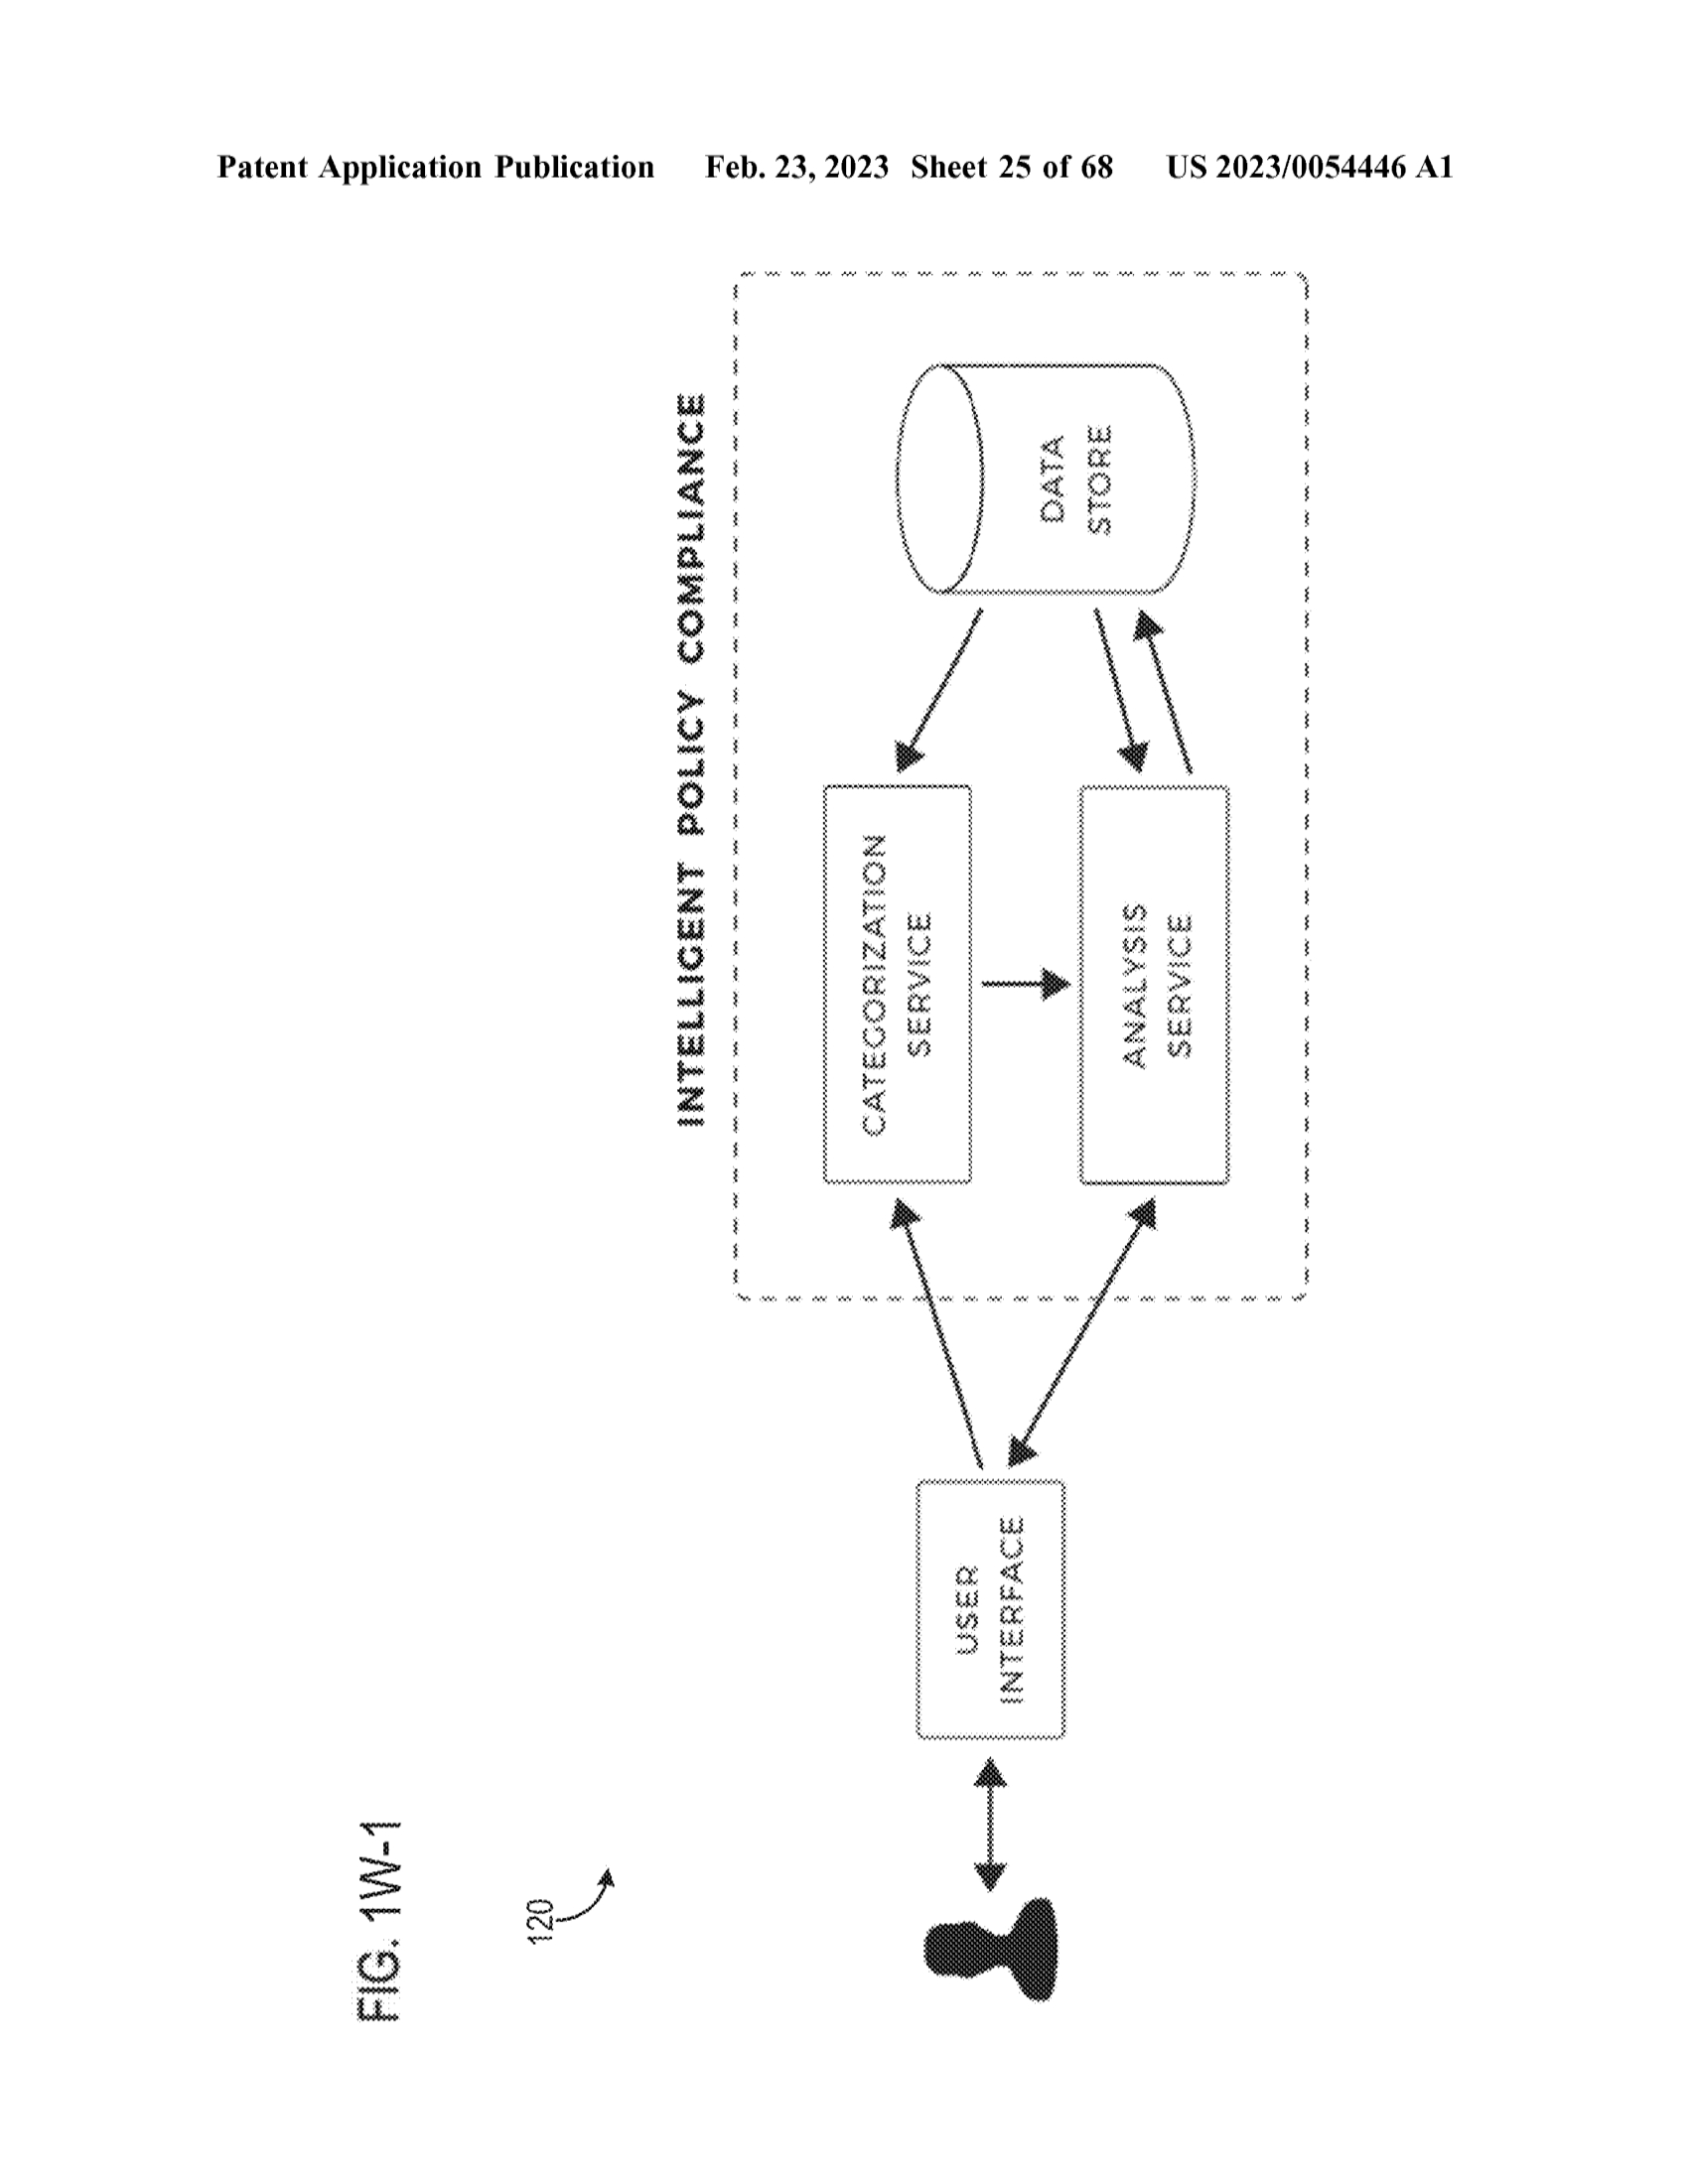 Patent Application Publication Feb. 23, 2023 Sheet 25 of 68 US 2023/0054446 A1
FIG. 1W-1
120
INTELLIGENT POLICY COMPLIANCE
USER
INTERFACE
CATEGORIZATION
SERVICE
ANALYSIS
SERVICE
DATA
STORE